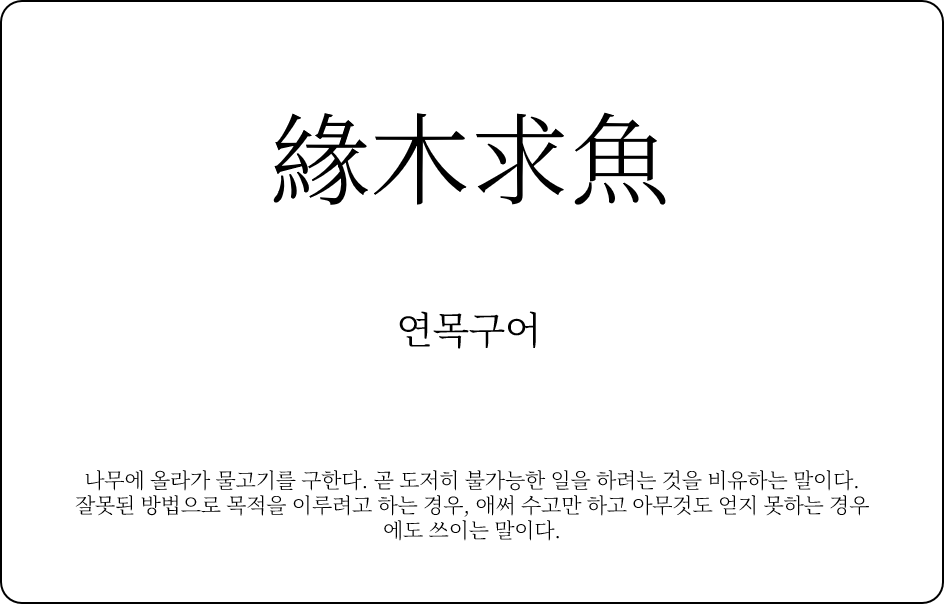 緣木求魚
연목구어
나무에 올라가 물고기를 구한다. 곧 도저히 불가능한 일을 하려는 것을 비유하는 말이다.
잘못된 방법으로 목적을 이루려고 하는 경우, 애써 수고만 하고 아무것도 얻지 못하는 경우
에도 쓰이는 말이다.